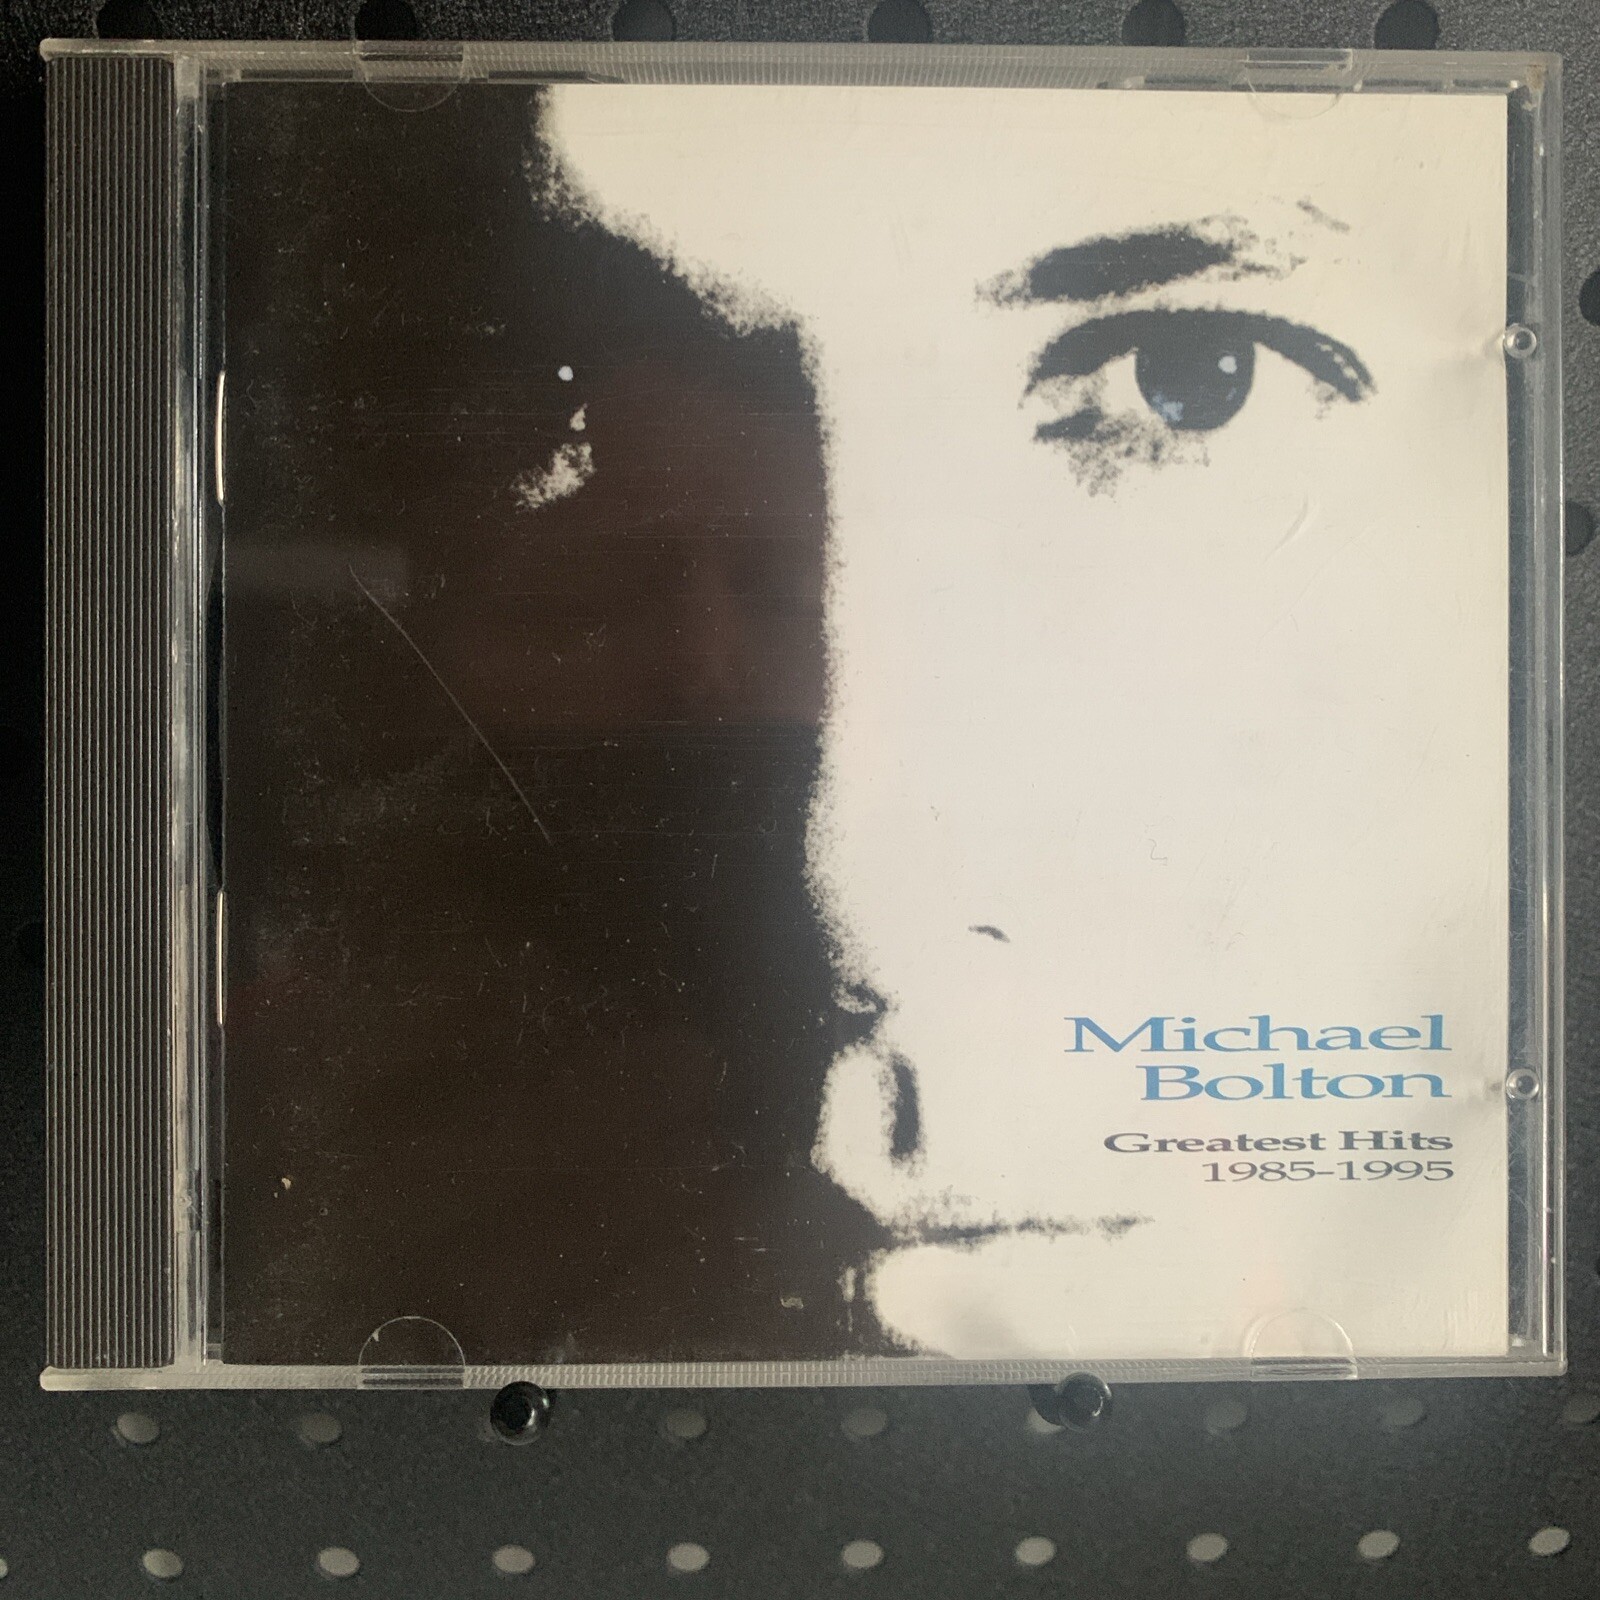 Michael
Bolton
Greatest Hits
1985-1995